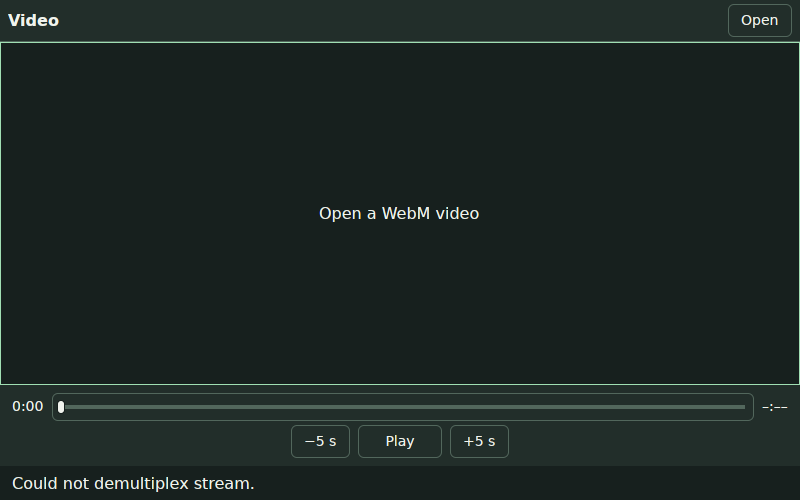 Video
Open
Open a WebM video
0:00
–:––
−5 s
Play
+5 s
Could not demultiplex stream.